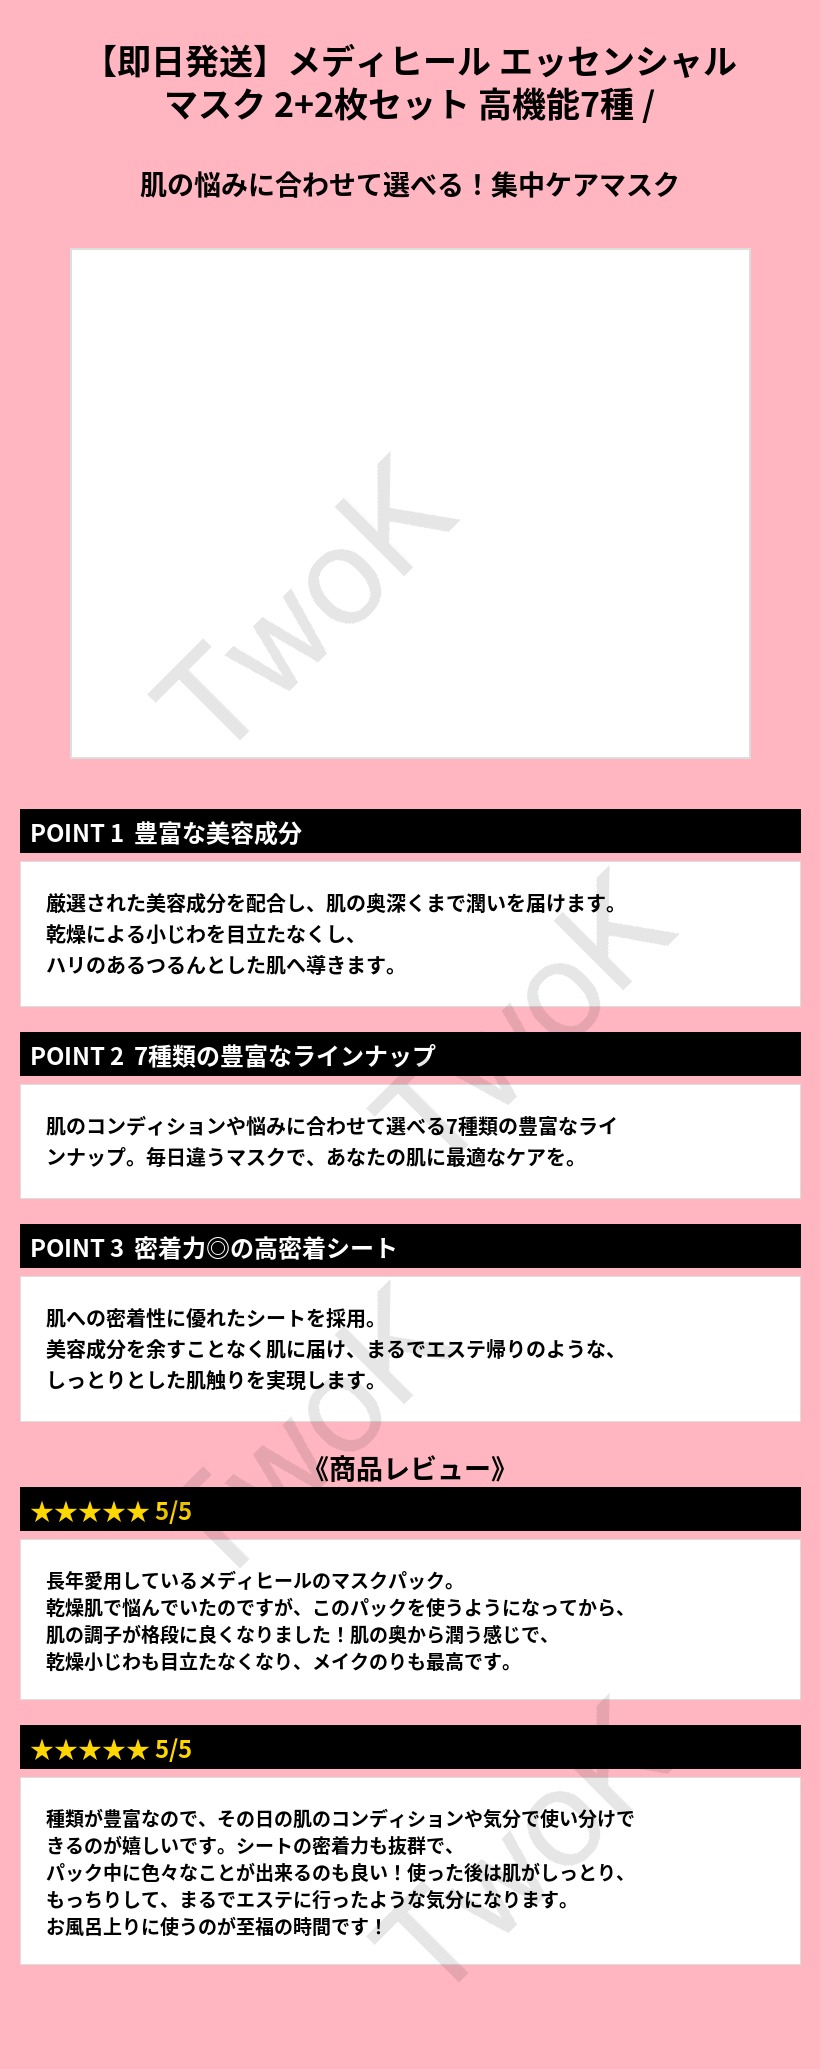 【即日発送】メディヒール エッセンシャル
マスク 2+2枚セット 高機能7種 /
肌の悩みに合わせて選べる！集中ケアマスク
TwoK
POINT 1 豊富な美容成分
厳選された美容成分を配合し、肌の奥深くまで潤いを届けます。
乾燥による小じわを目立たなくし、
ハリのあるつるんとした肌へ導きます。
TwoK
POINT 2 7種類の豊富なラインナップ
肌のコンディションや悩みに合わせて選べる7種類の豊富なライ
ンナップ。毎日違うマスクで、あなたの肌に最適なケアを。
POINT 3 密着力◎の高密着シート
肌への密着性に優れたシートを採用。
美容成分を余すことなく肌に届け、まるでエステ帰りのような、
しっとりとした肌触りを実現します。
TwoK
《商品レビュー》
★★★★★ 5/5
長年愛用しているメディヒールのマスクパック。
乾燥肌で悩んでいたのですが、このパックを使うようになってから、
肌の調子が格段に良くなりました！肌の奥から潤う感じで、
乾燥小じわも目立たなくなり、メイクのりも最高です。
★★★★★ 5/5
種類が豊富なので、その日の肌のコンディションや気分で使い分けで
きるのが嬉しいです。シートの密着力も抜群で、
パック中に色々なことが出来るのも良い！使った後は肌がしっとり、
もっちりして、まるでエステに行ったような気分になります。
お風呂上りに使うのが至福の時間です！
TwoK